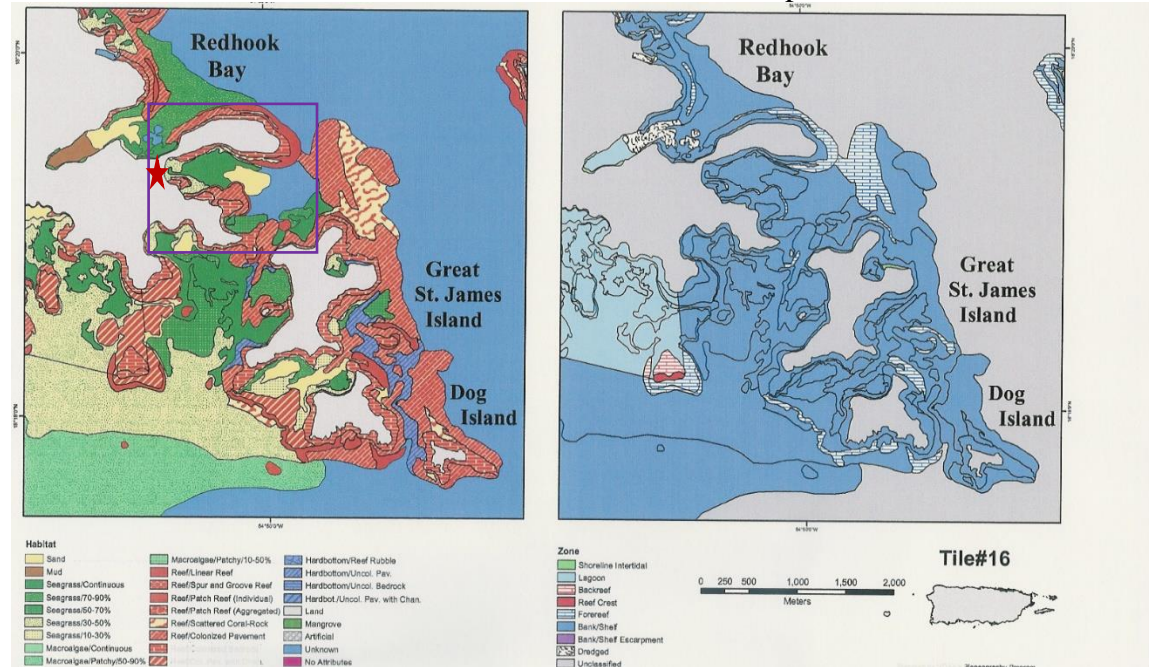 Redhook
Bay
Great
St. James
Island
Dog
Island
Redhook
Bay
Great
St. James
Island
Dog
Island
Habitat
Sand
Mud
Seagrass/Continuous
Seagrass/70-90%
Seagrass/50-70%
Seagrass/30-50%
Seagrass/10-30%
Macroalgae/Continuous
Macroalgae/Patchy/50-90%
Macroalgae/Patchy/10-50%
Reef/Linear Reef
Reef/Spur and Groove Reef
Reef/Patch Reef (Individual)
Reef/Patch Reef (Aggregated)
Reef/Scattered Coral-Rock
Reef/Colonized Pavement
Hardbottom/Reef Rubble
Hardbottom/Uncol. Pav.
Hardbottom/Uncol. Bedrock
Hardbot./Uncol. Pav. with Chan.
Land
Mangrove
Artificial
Unknown
No Attributes
Zone
Shoreline Intertidal
Lagoon
Backreef
Reef Crest
Forereef
Bank/Shelf
Bank/Shelf Escarpment
Dredged
Unclassified
Tile#16
0 250 500 1,000 1,500 2,000
Meters